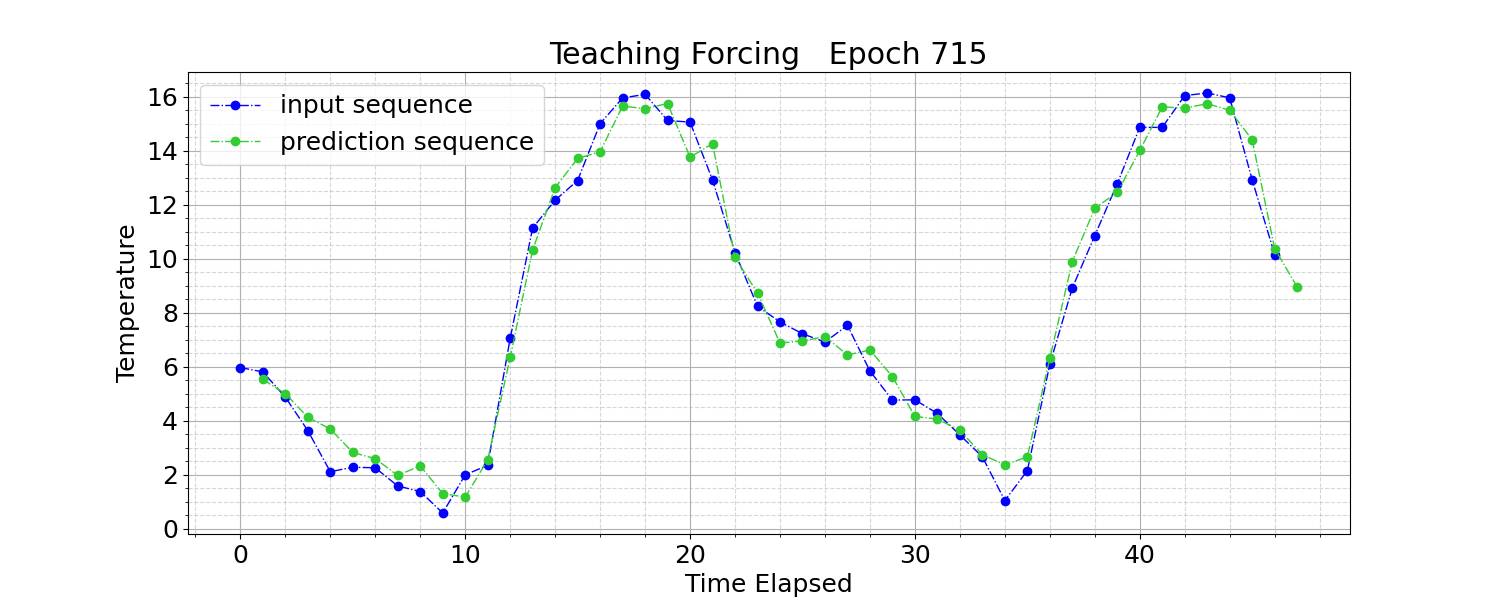 Teaching Forcing   Epoch 715
input sequence
prediction sequence
Temperature
16
14
12
10
8
6
4
2
0
0 10 20 30 40
Time Elapsed